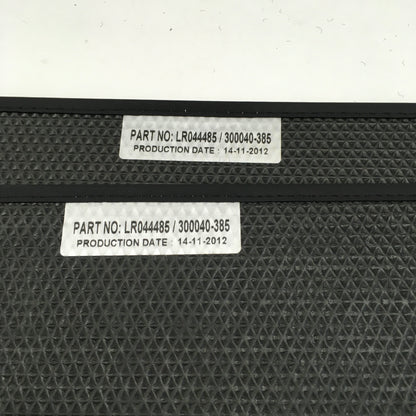 PART NO: LR044485 / 300040-385
PRODUCTION DATE : 14-11-2012
PART NO: LR044485 / 300040-385
PRODUCTION DATE : 14-11-2012